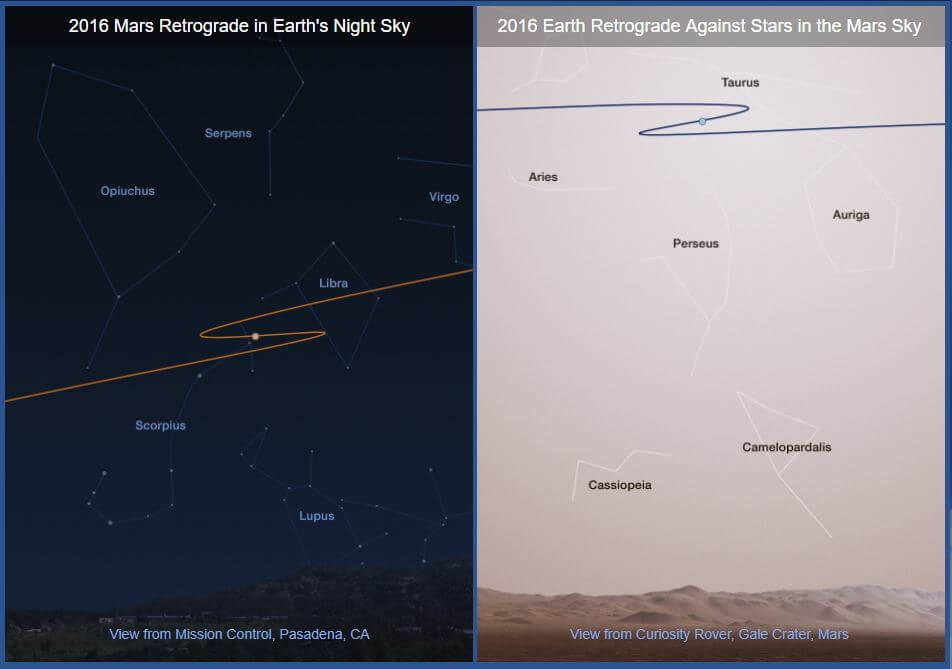 2016 Mars Retrograde in Earth's Night Sky
Serpens
Opiuchus
Virgo
Libra
Scorpius
Lupus
View from Mission Control, Pasadena, CA
2016 Earth Retrograde Against Stars in the Mars Sky
Taurus
Aries
Auriga
Perseus
Camelopardalis
Cassiopeia
View from Curiosity Rover, Gale Crater, Mars